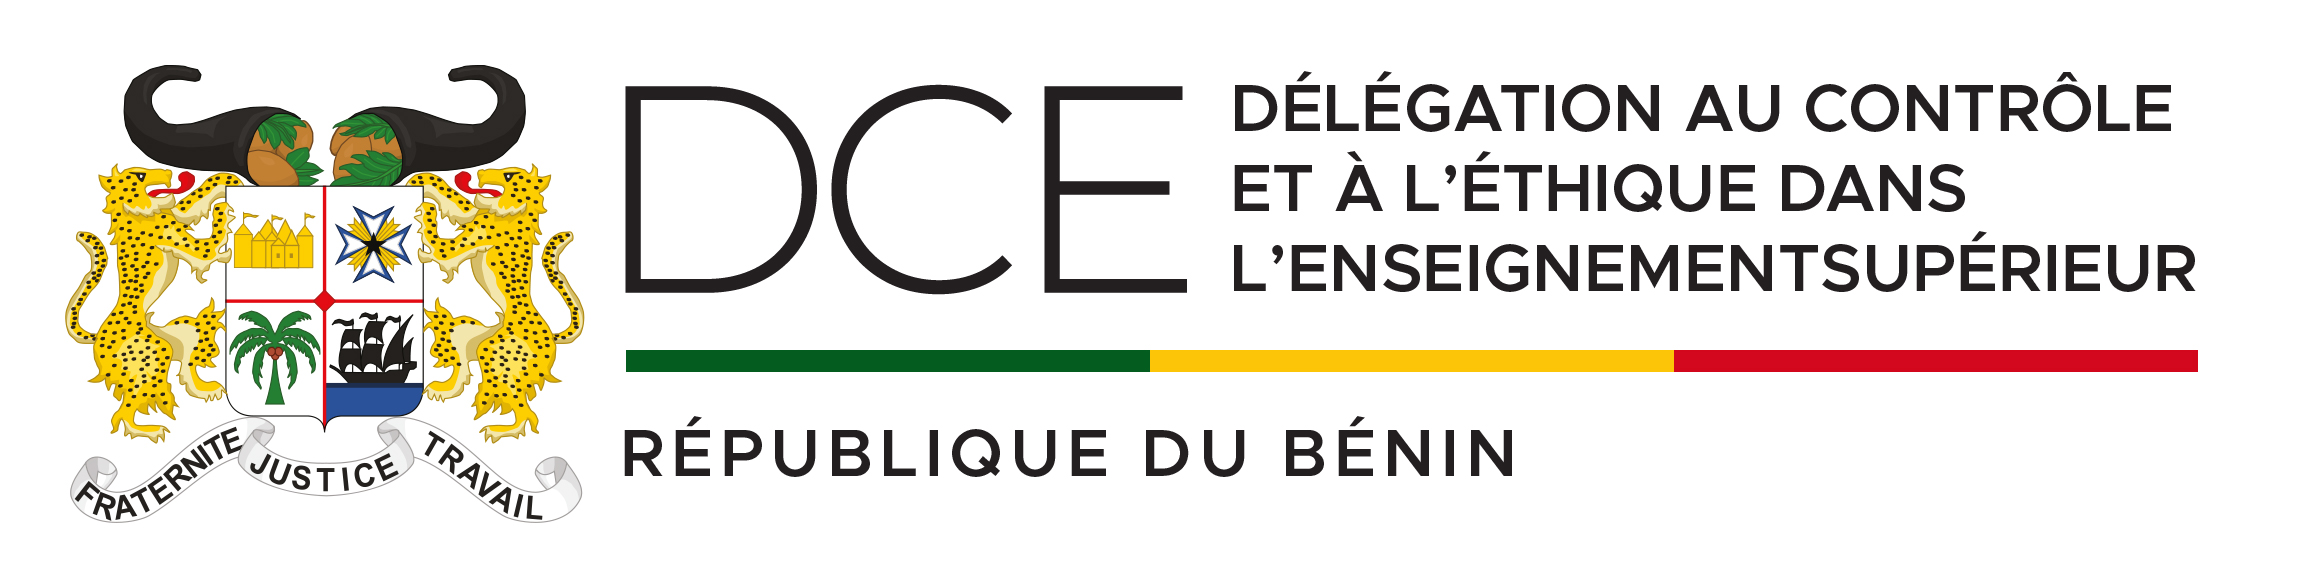 DCE
DÉLÉGATION AU CONTRÔLE
ET À L'ÉTHIQUE DANS
L'ENSEIGNEMENTSUPÉRIEUR
RÉPUBLIQUE DU BÉNIN
FRATERNITE JUSTICE TRAVAIL